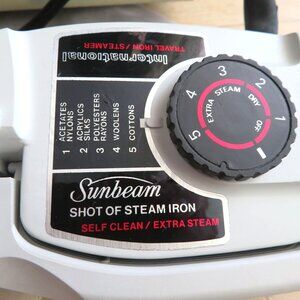 International
TRAVEL IRON / STEAMER
1 ACETATES NYLONS
2 ACRYLICS SILKS
3 POLYESTERS RAYONS
4 WOOLENS
5 COTTONS
OFF
DRY
STEAM
EXTRA
1
2
3
4
5
Sunbeam
SHOT OF STEAM IRON
SELF CLEAN / EXTRA STEAM